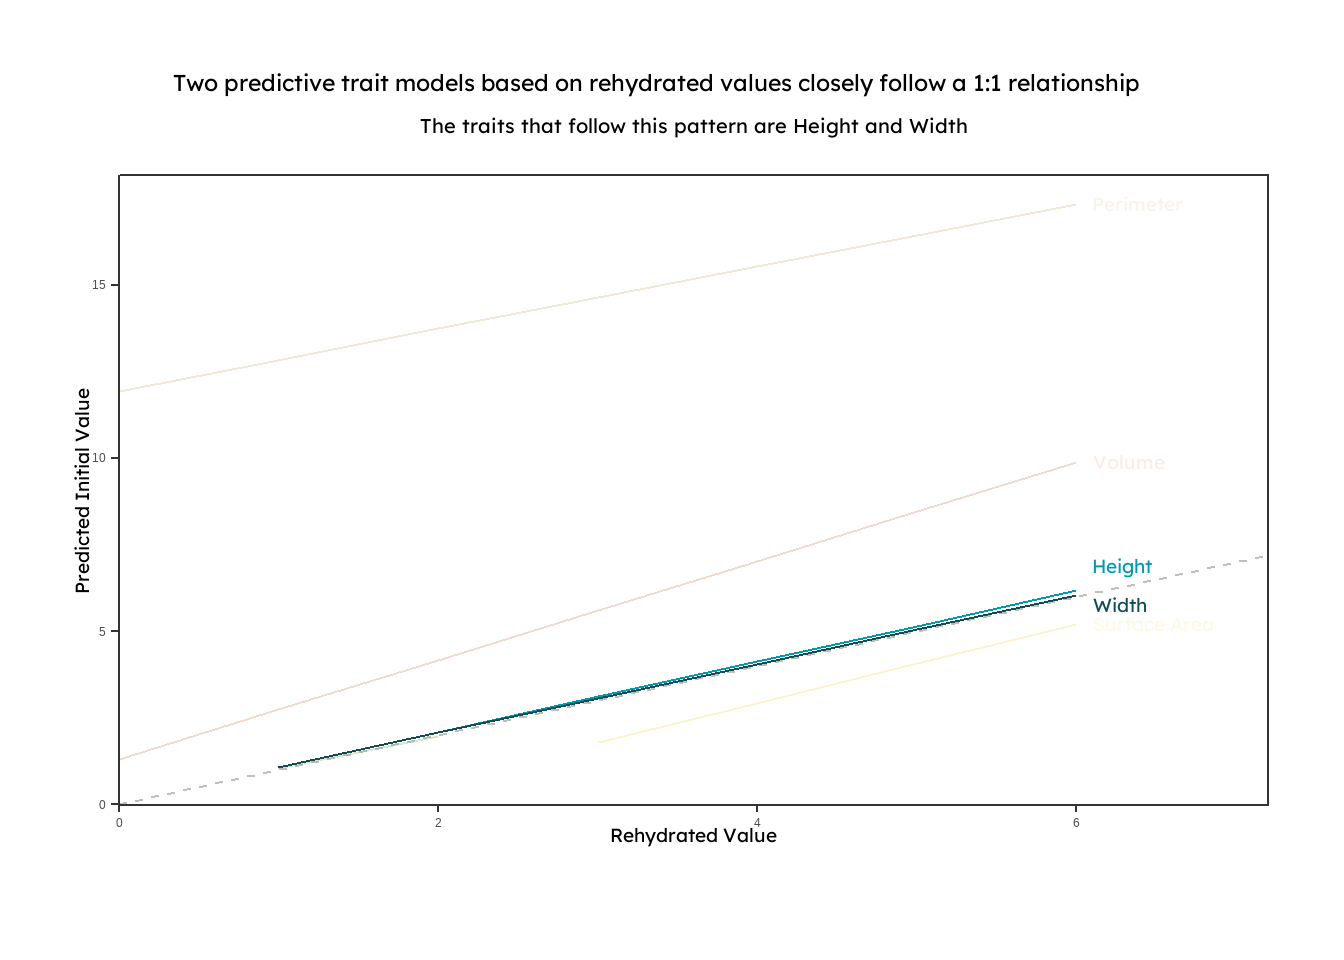 Two predictive trait models based on rehydrated values closely follow a 1:1 relationship
The traits that follow this pattern are Height and Width
Perimeter
15
Predicted Initial Value
10
Volume
Height
Width
Surface Area
5
0
0 2 4 6
Rehydrated Value